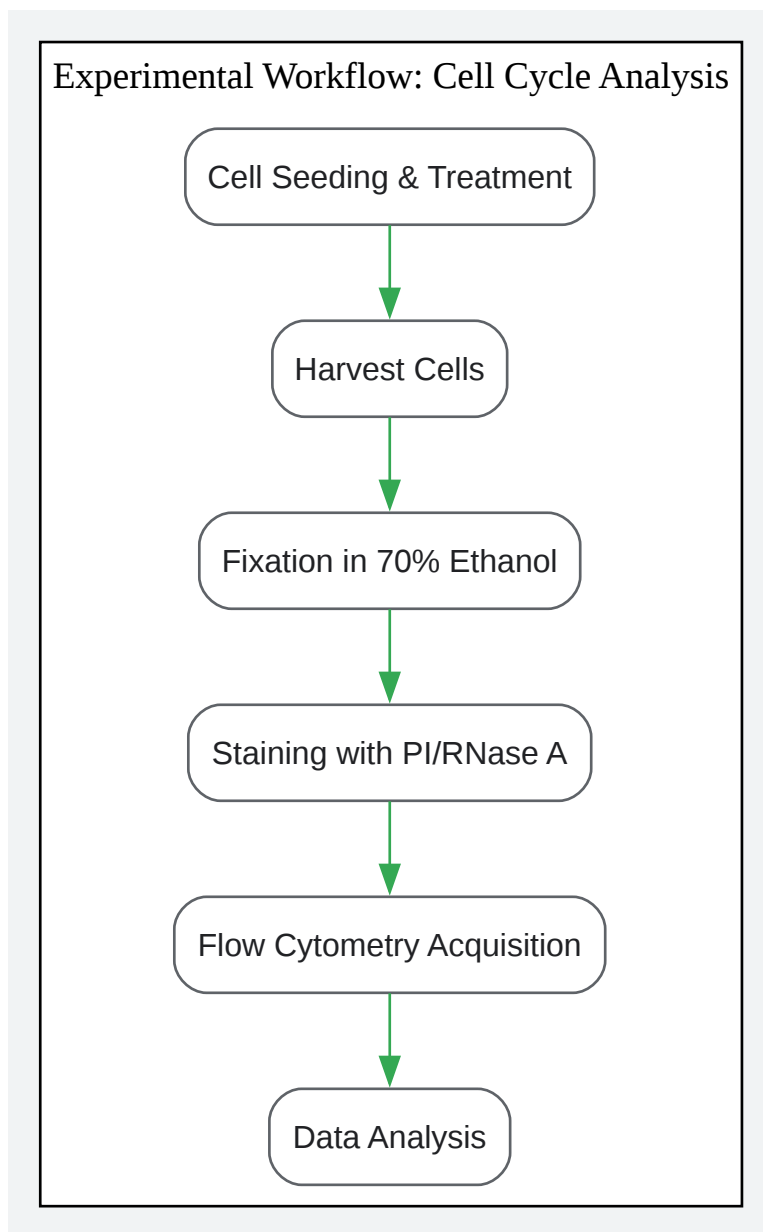 Experimental Workflow: Cell Cycle Analysis
Cell Seeding & Treatment
Harvest Cells
Fixation in 70% Ethanol
Staining with PI/RNase A
Flow Cytometry Acquisition
Data Analysis